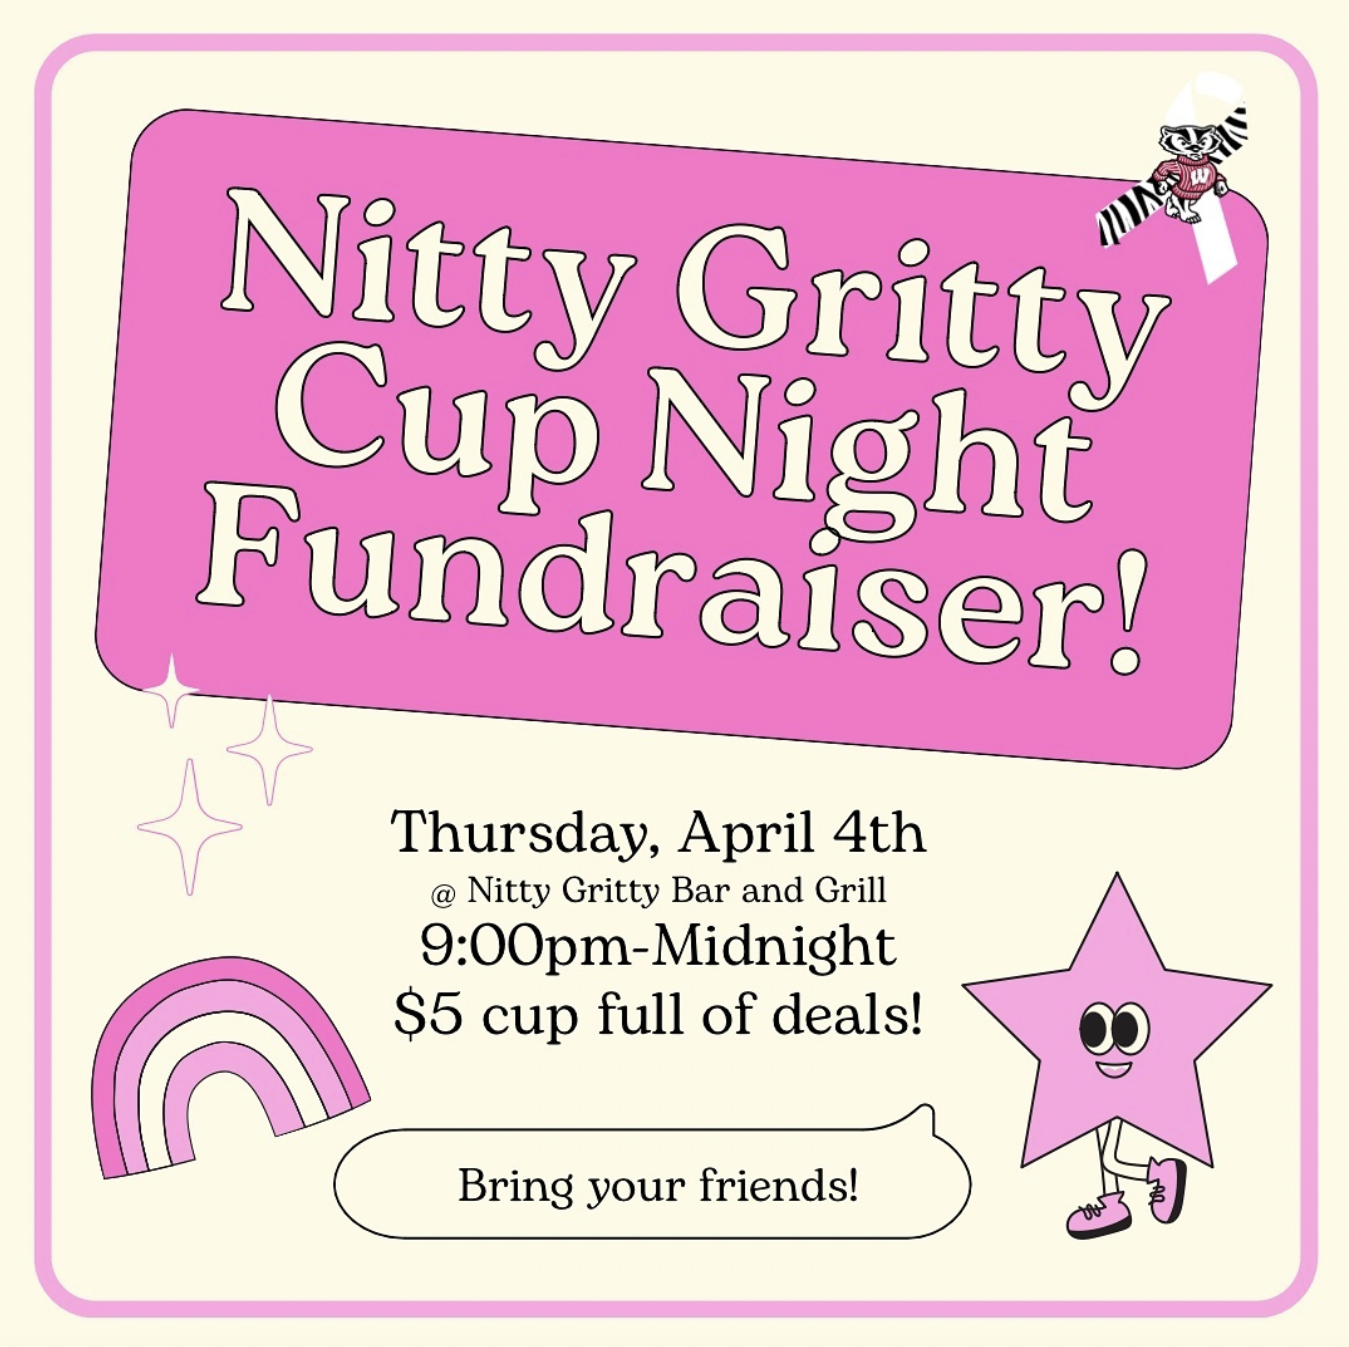 Nitty Gritty
Cup Night
Fundraiser!
W
Thursday, April 4th
@ Nitty Gritty Bar and Grill
9:00pm-Midnight
$5 cup full of deals!
Bring your friends!